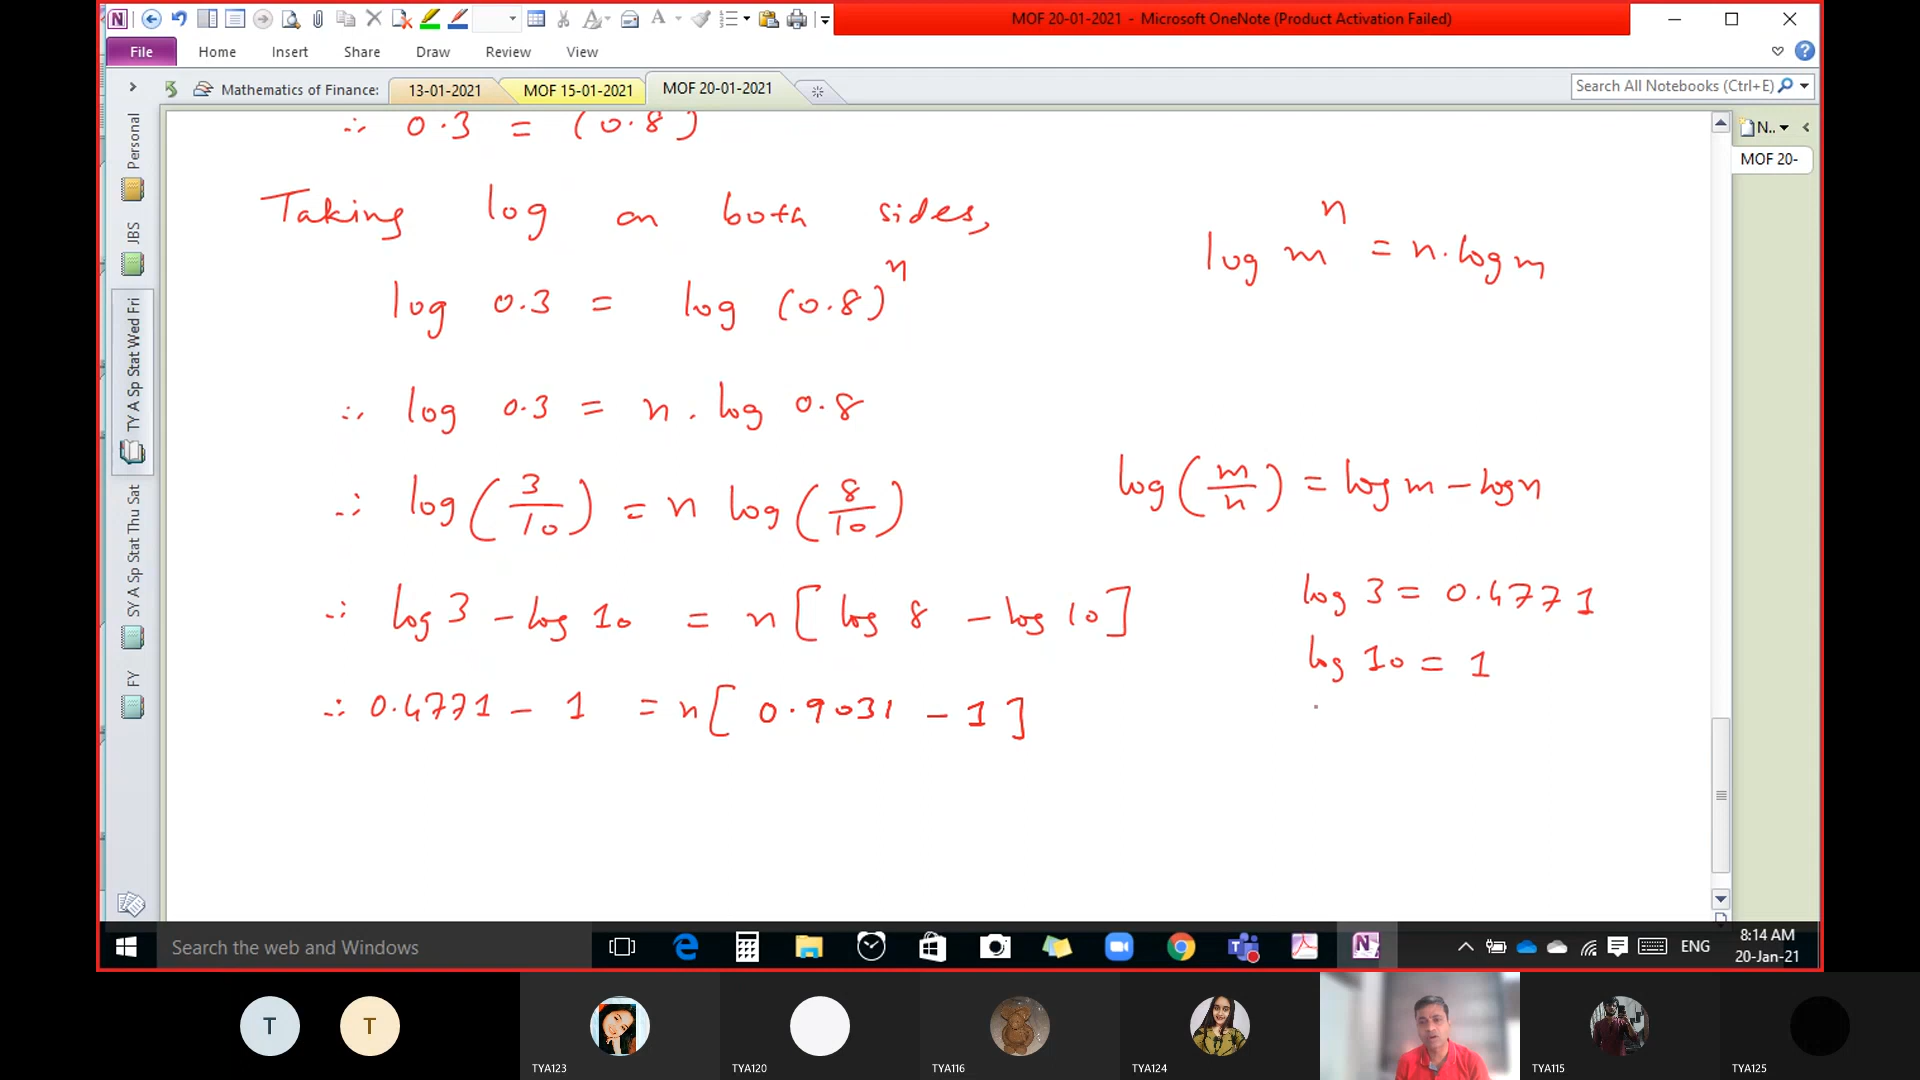 MOF 20-01-2021 - Microsoft OneNote (Product Activation Failed)
File Home Insert Share Draw Review View
Mathematics of Finance: 13-01-2021 MOF 15-01-2021 MOF 20-01-2021 Search All Notebooks (Ctrl+E)
N..
MOF 20-
Personal
JBS
TY A Sp Stat Wed Fri
SY A Sp Stat Thu Sat
FY
∴ 0.3 = (0.8)
Taking log on both sides,
log 0.3 = log (0.8)^n
∴ log 0.3 = n . log 0.8
∴ log(3/10) = n log(8/10)
∴ log 3 - log 10 = n[log 8 - log 10]
∴ 0.4771 - 1 = n[0.9031 - 1]
log m^n = n. log m
log(m/n) = log m - log n
log 3 = 0.4771
log 10 = 1
Search the web and Windows
ENG
8:14 AM
20-Jan-21
T
T
TYA123
TYA120
TYA116
TYA124
TYA115
TYA125